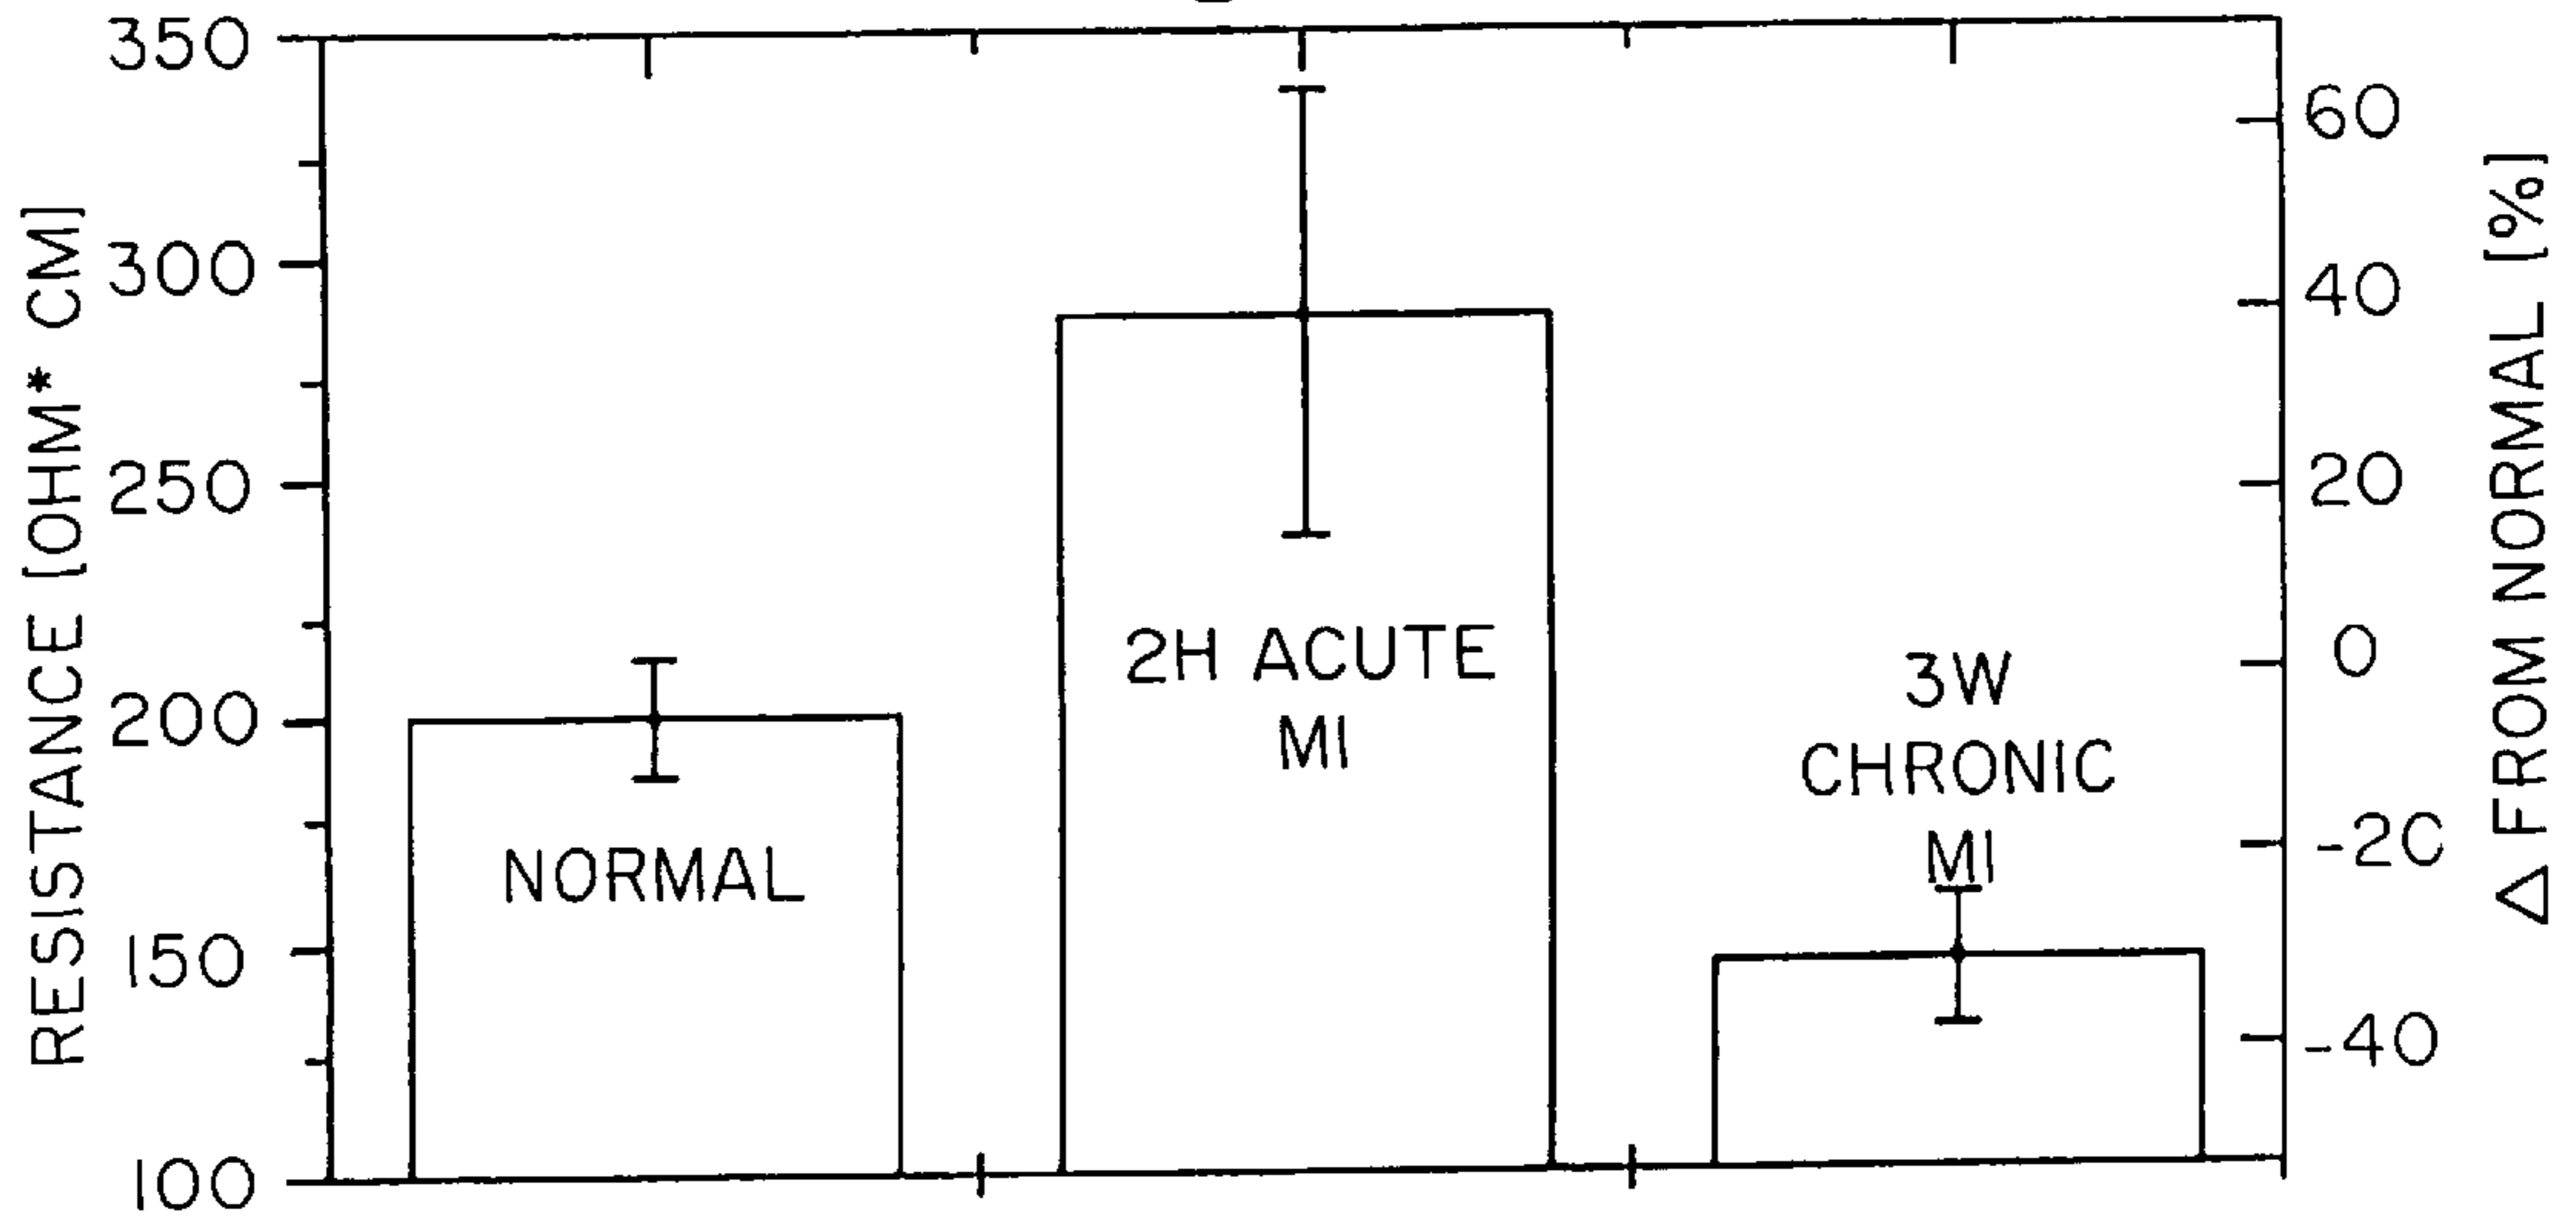 350
300
250
200
150
100
RESISTANCE [OHM* CM]
NORMAL
2H ACUTE
MI
3W
CHRONIC
MI
60
40
20
0
-20
-40
Δ FROM NORMAL [%]